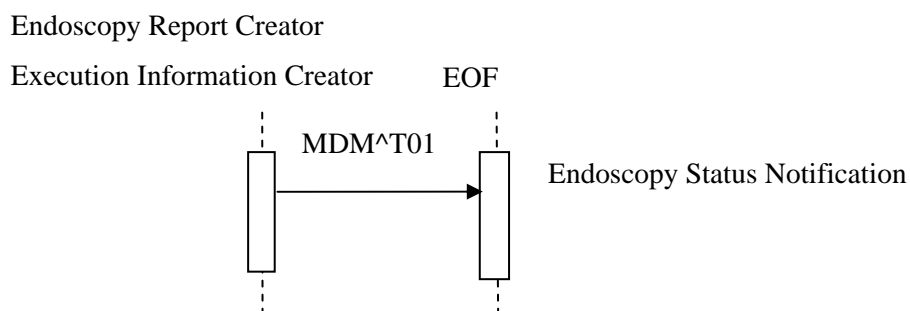 Endoscopy Report Creator
Execution Information Creator EOF
MDM^T01
Endoscopy Status Notification